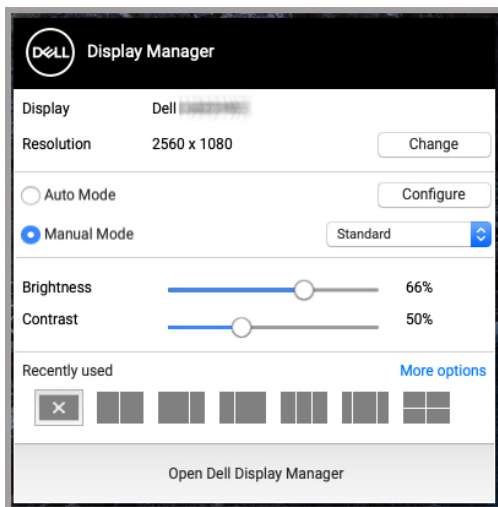 DELL Display Manager
Display Dell
Resolution 2560 x 1080 Change
Auto Mode Configure
Manual Mode Standard
Brightness 66%
Contrast 50%
Recently used More options
Open Dell Display Manager